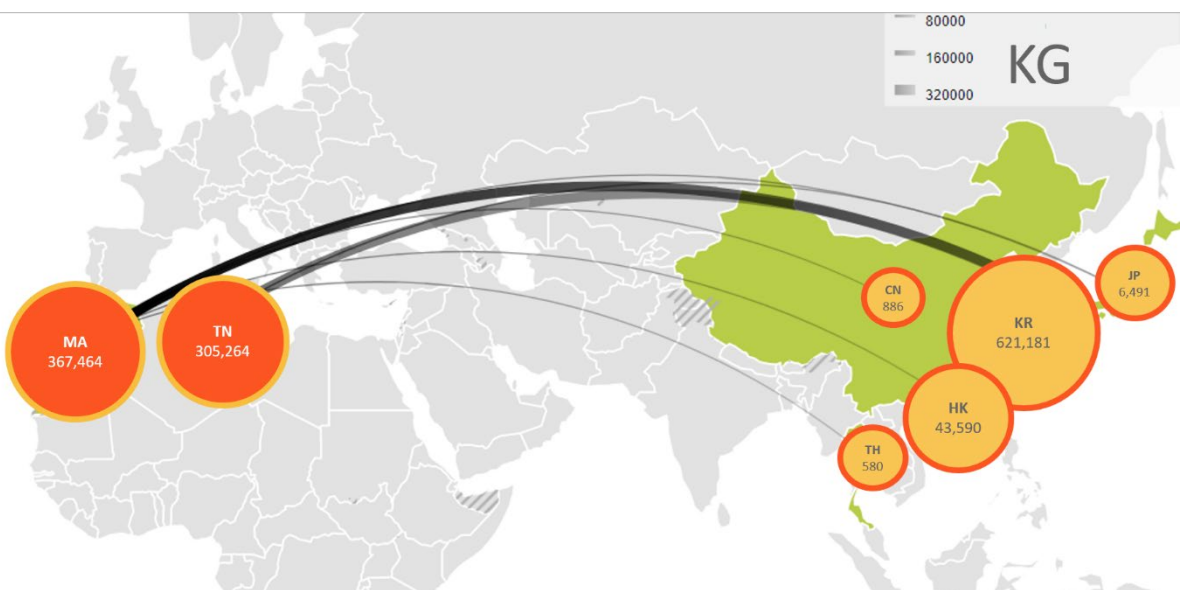 80000
160000
320000
KG
MA
367,464
TN
305,264
CN
886
KR
621,181
JP
6,491
HK
43,590
TH
580